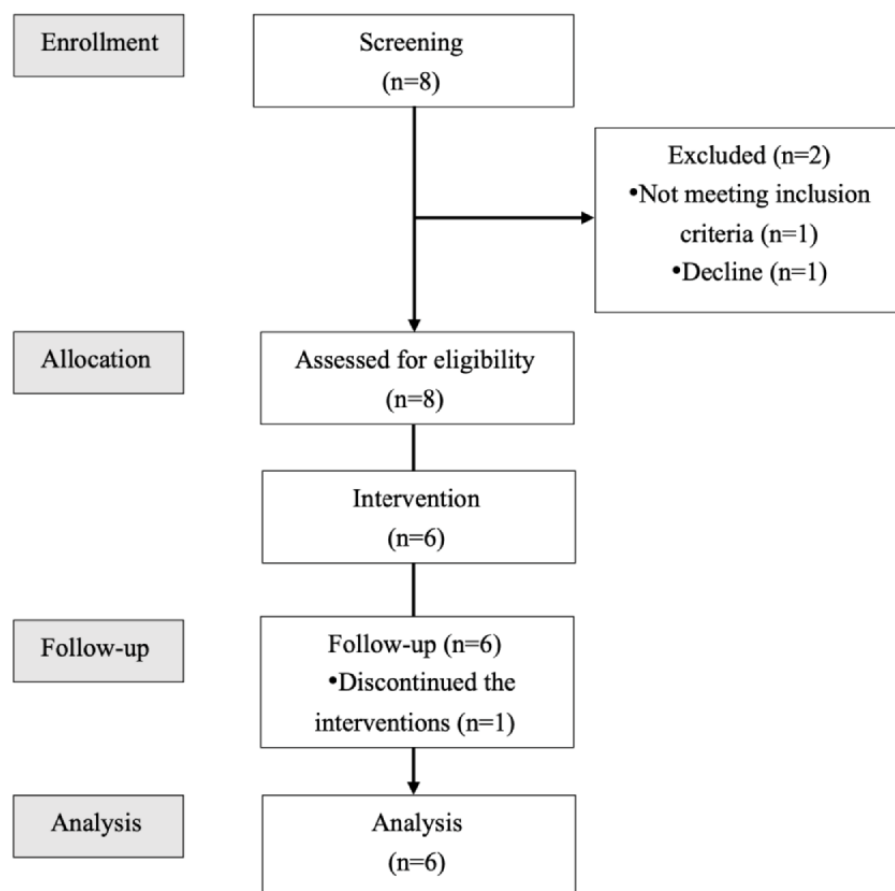 Enrollment
Screening
(n=8)
Excluded (n=2)
•Not meeting inclusion
criteria (n=1)
•Decline (n=1)
Allocation
Assessed for eligibility
(n=8)
Intervention
(n=6)
Follow-up
Follow-up (n=6)
•Discontinued the
interventions (n=1)
Analysis
Analysis
(n=6)